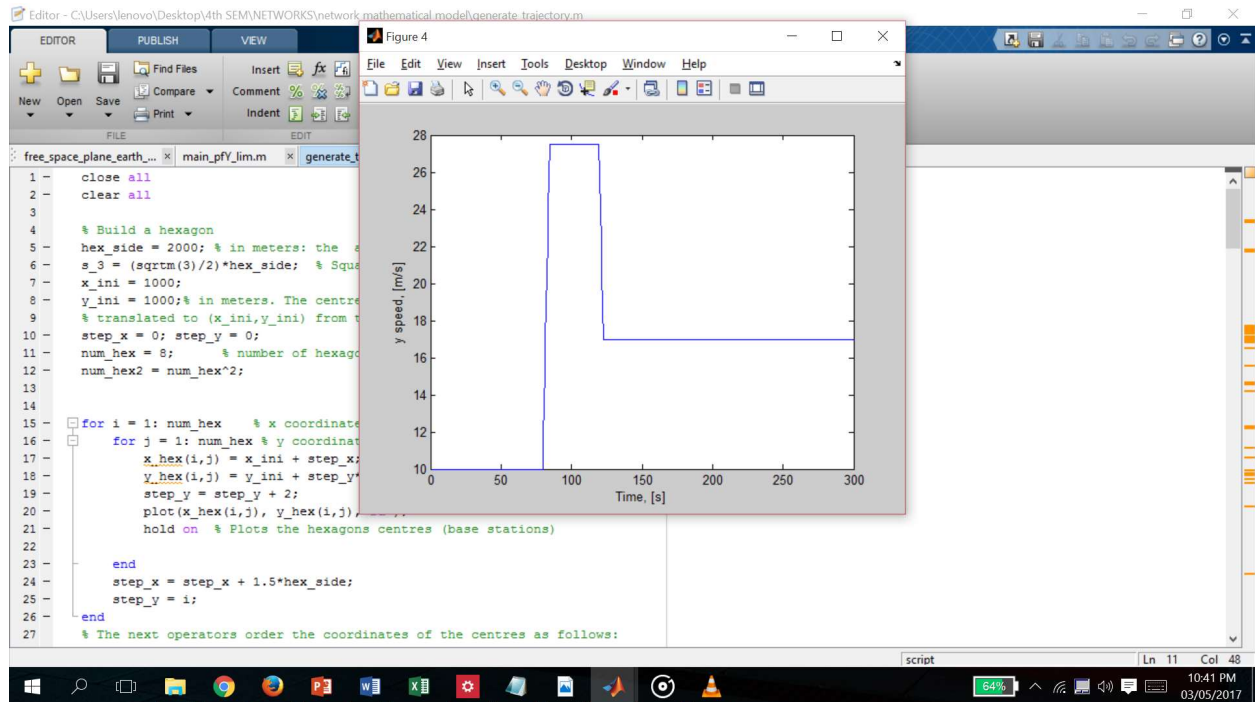 Editor - C:\Users\lenovo\Desktop\4th SEM\NETWORKS\network mathematical model\generate_trajectory.m
EDITOR PUBLISH VIEW
New Open Save
Find Files
Compare
Print
Insert
Comment
Indent
FILE EDIT
free_space_plane_earth_... × main_pfY_lim.m × generate_t
1 - close all
2 - clear all
3
4 % Build a hexagon
5 - hex_side = 2000; % in meters: the
6 - s_3 = (sqrtm(3)/2)*hex_side; % Squa
7 - x_ini = 1000;
8 - y_ini = 1000;% in meters. The centre
9 % translated to (x_ini,y_ini) from t
10 - step_x = 0; step_y = 0;
11 - num_hex = 8; % number of hexago
12 - num_hex2 = num_hex^2;
13
14
15 - for i = 1: num_hex % x coordinate
16 - for j = 1: num_hex % y coordinat
17 - x_hex(i,j) = x_ini + step_x;
18 - y_hex(i,j) = y_ini + step_y*
19 - step_y = step_y + 2;
20 - plot(x_hex(i,j), y_hex(i,j),
21 - hold on % Plots the hexagons centres (base stations)
22
23 - end
24 - step_x = step_x + 1.5*hex_side;
25 - step_y = i;
26 - end
27 % The next operators order the coordinates of the centres as follows:
Figure 4
File Edit View Insert Tools Desktop Window Help
28
26
24
22
20
18
16
14
12
10
y speed, [m/s]
0 50 100 150 200 250 300
Time, [s]
script Ln 11 Col 48
64%
10:41 PM
03/05/2017